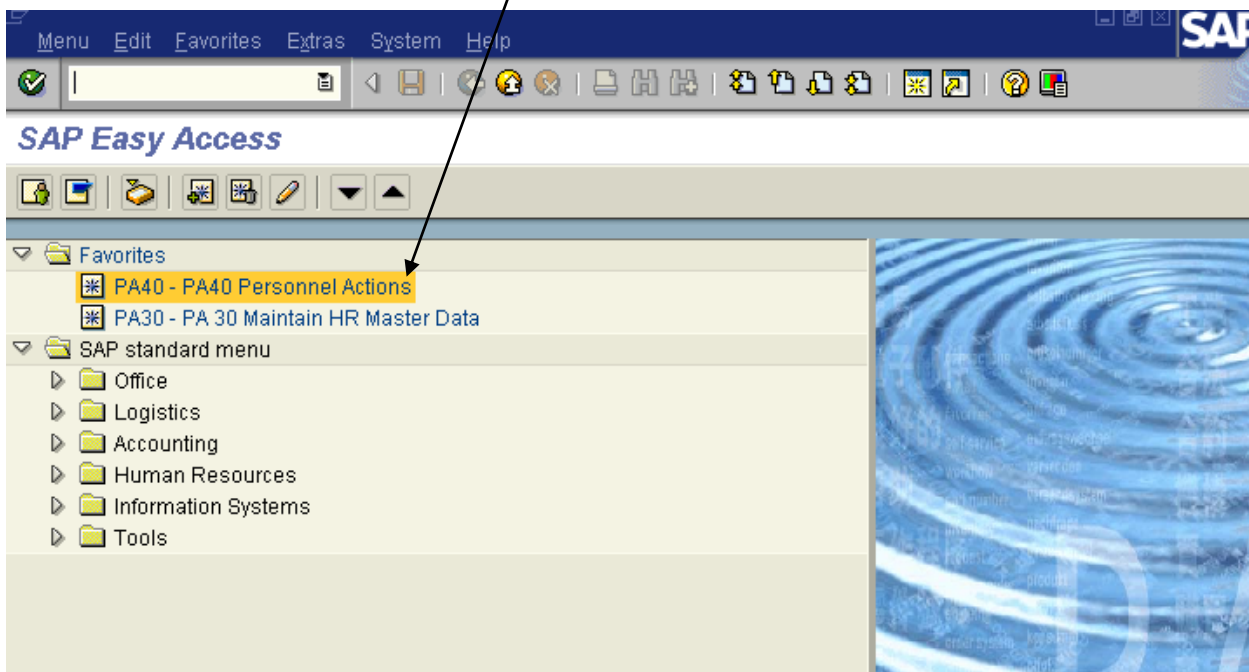 SAP
Menu Edit Favorites Extras System Help
SAP Easy Access
Favorites
PA40 - PA40 Personnel Actions
PA30 - PA 30 Maintain HR Master Data
SAP standard menu
Office
Logistics
Accounting
Human Resources
Information Systems
Tools